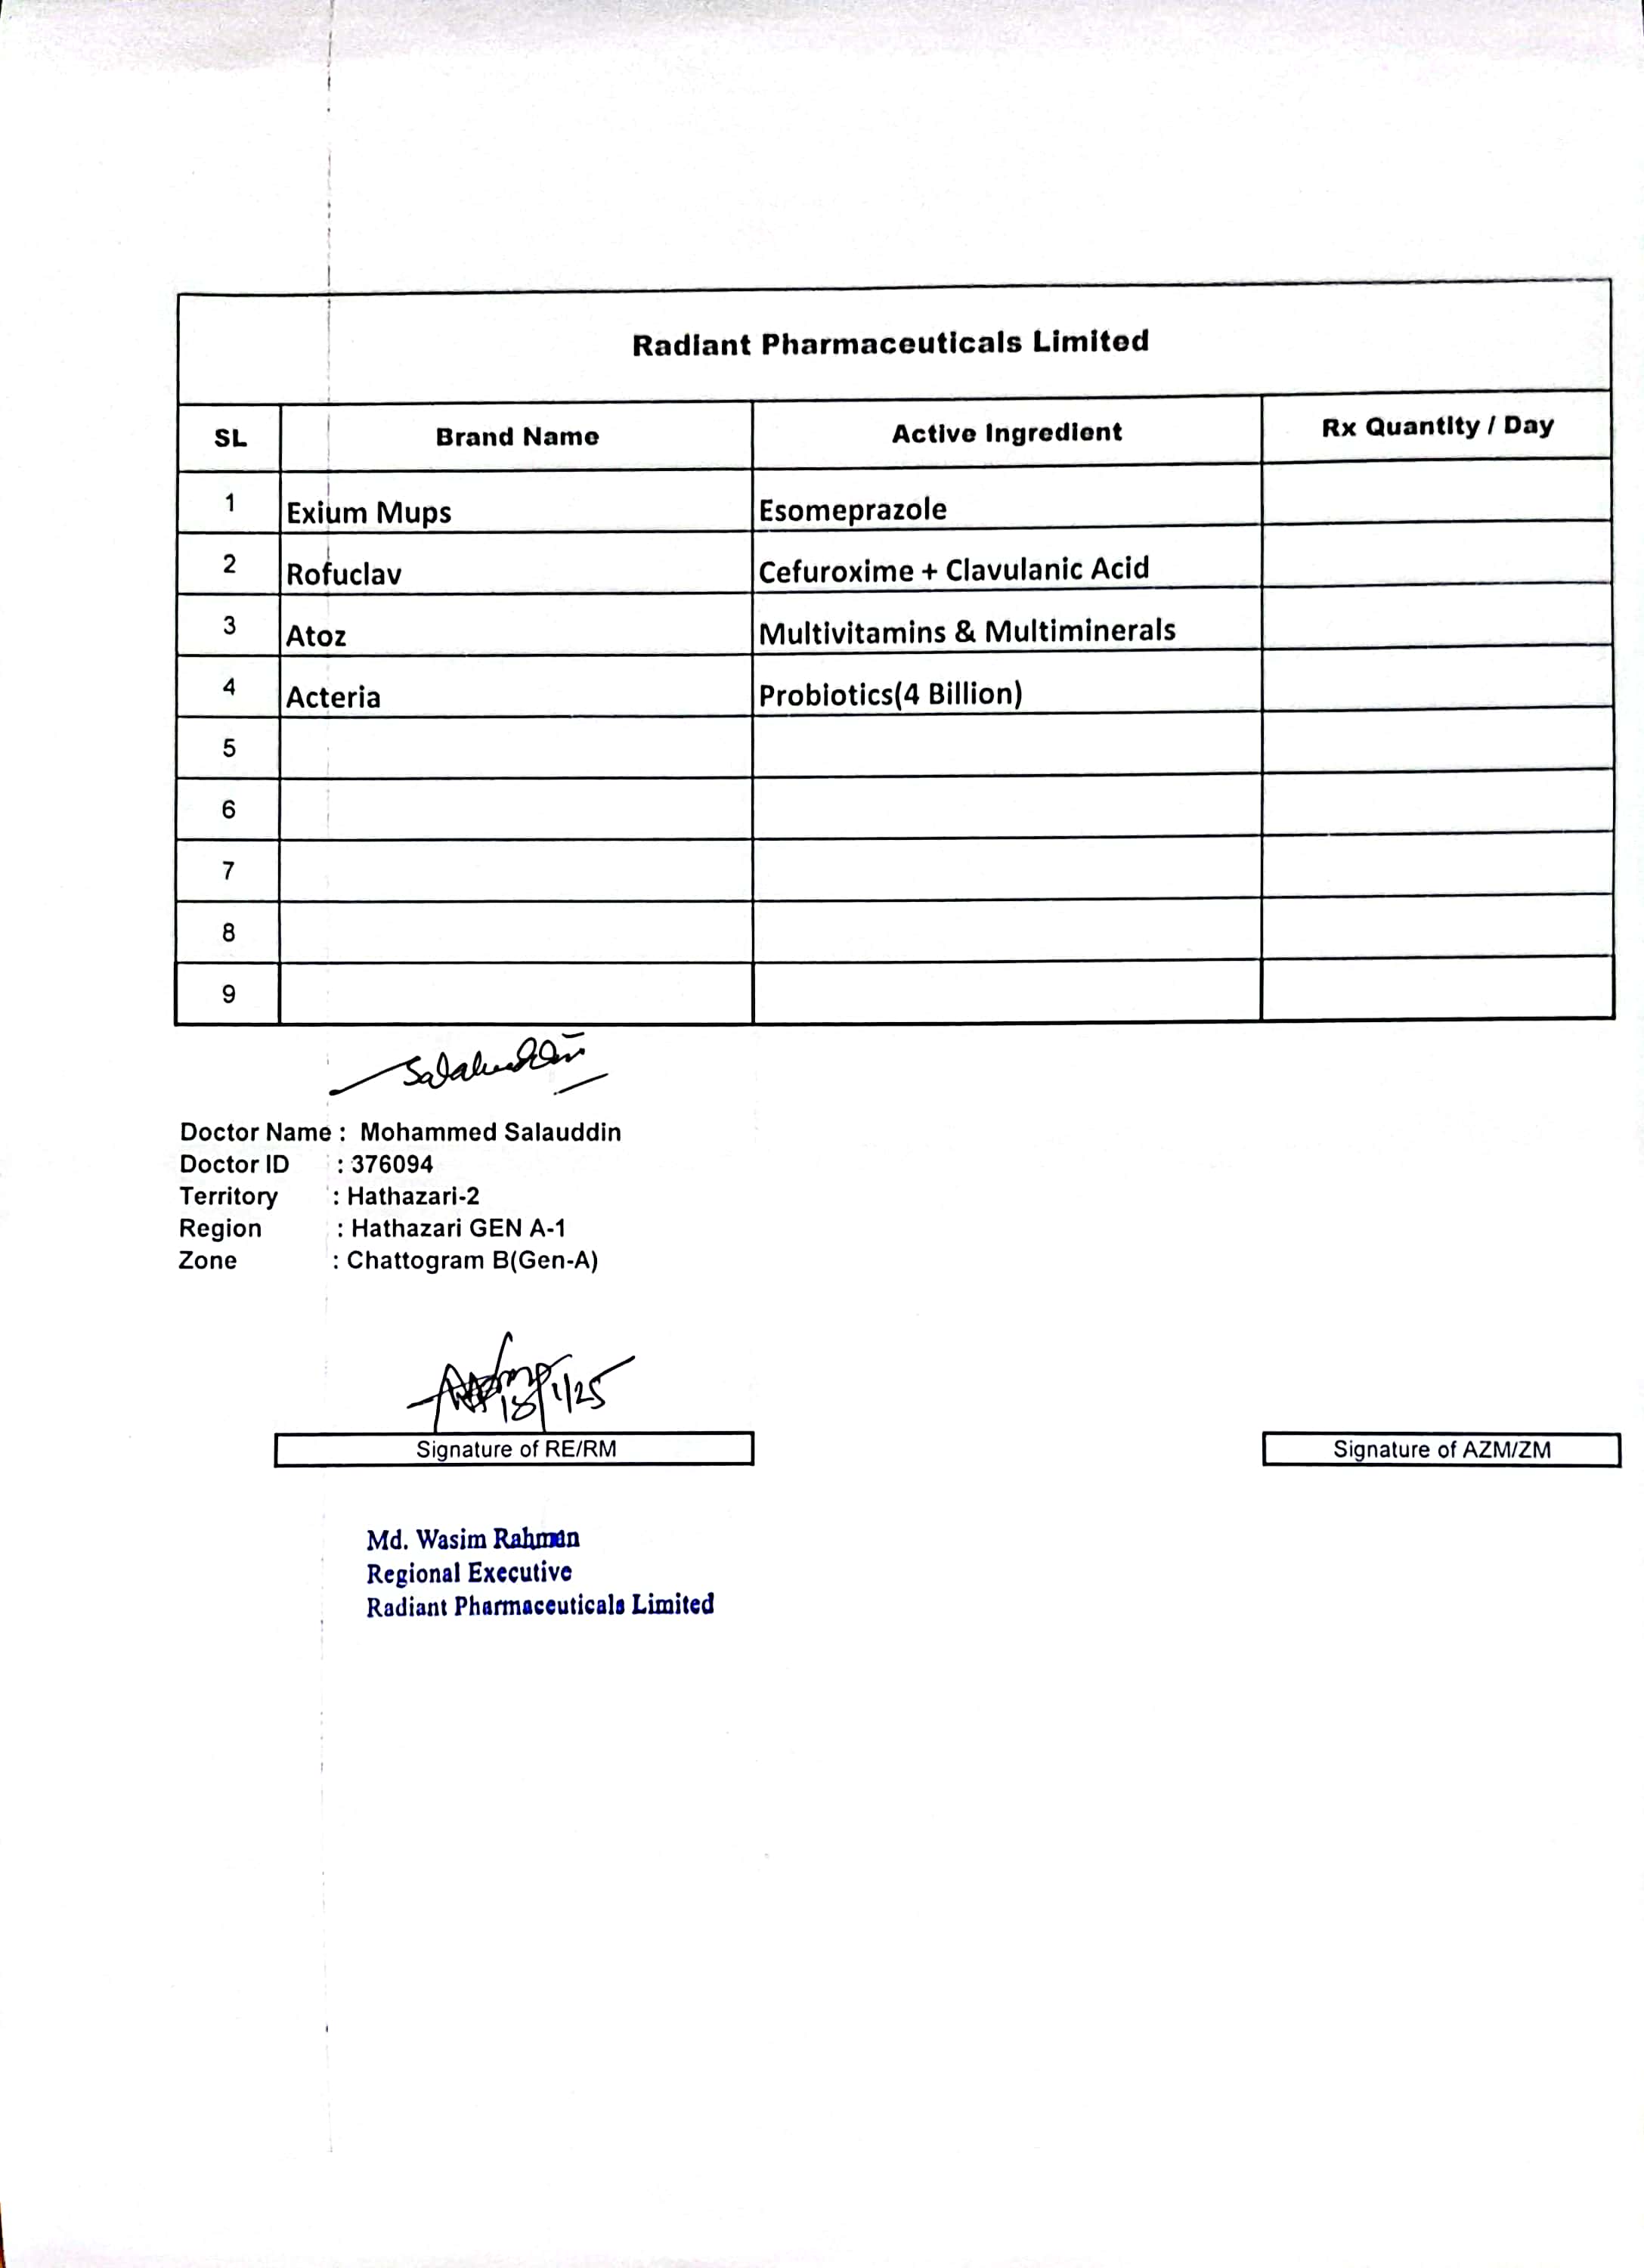 Radiant Pharmaceuticals Limited
SL Brand Name Active Ingredient Rx Quantity / Day
1 Exium Mups Esomeprazole
2 Rofuclav Cefuroxime + Clavulanic Acid
3 Atoz Multivitamins & Multiminerals
4 Acteria Probiotics(4 Billion)
5
6
7
8
9
Salahuddin
Doctor Name : Mohammed Salauddin
Doctor ID : 376094
Territory : Hathazari-2
Region : Hathazari GEN A-1
Zone : Chattogram B(Gen-A)
18/1/25
Signature of RE/RM Signature of AZM/ZM
Md. Wasim Rahman
Regional Executive
Radiant Pharmaceuticals Limited